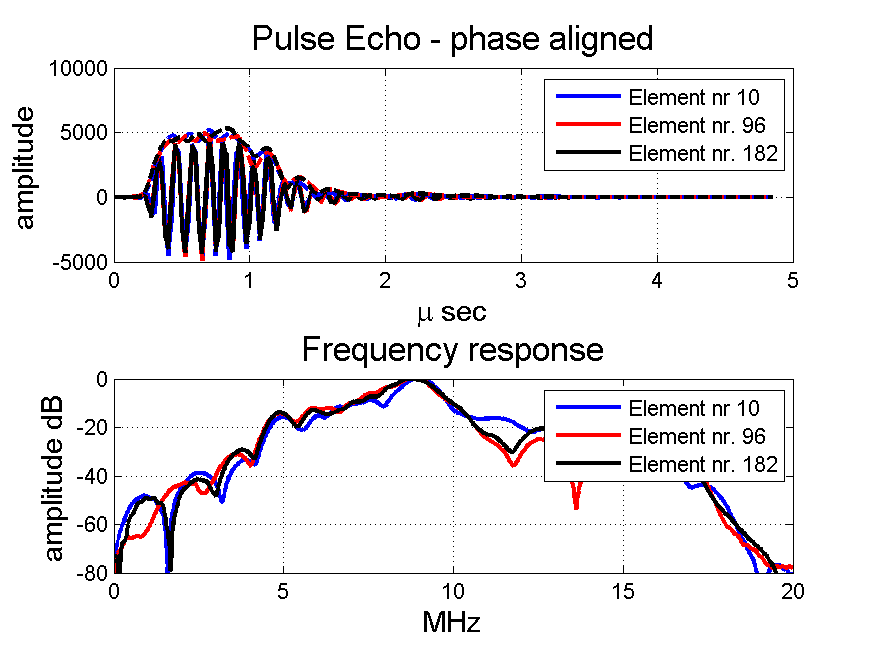 Pulse Echo - phase aligned
10000
5000
0
-5000
amplitude
Element nr 10
Element nr. 96
Element nr. 182
0 1 2 3 4 5
μ sec
Frequency response
0
-20
-40
-60
-80
amplitude dB
Element nr 10
Element nr. 96
Element nr. 182
0 5 10 15 20
MHz